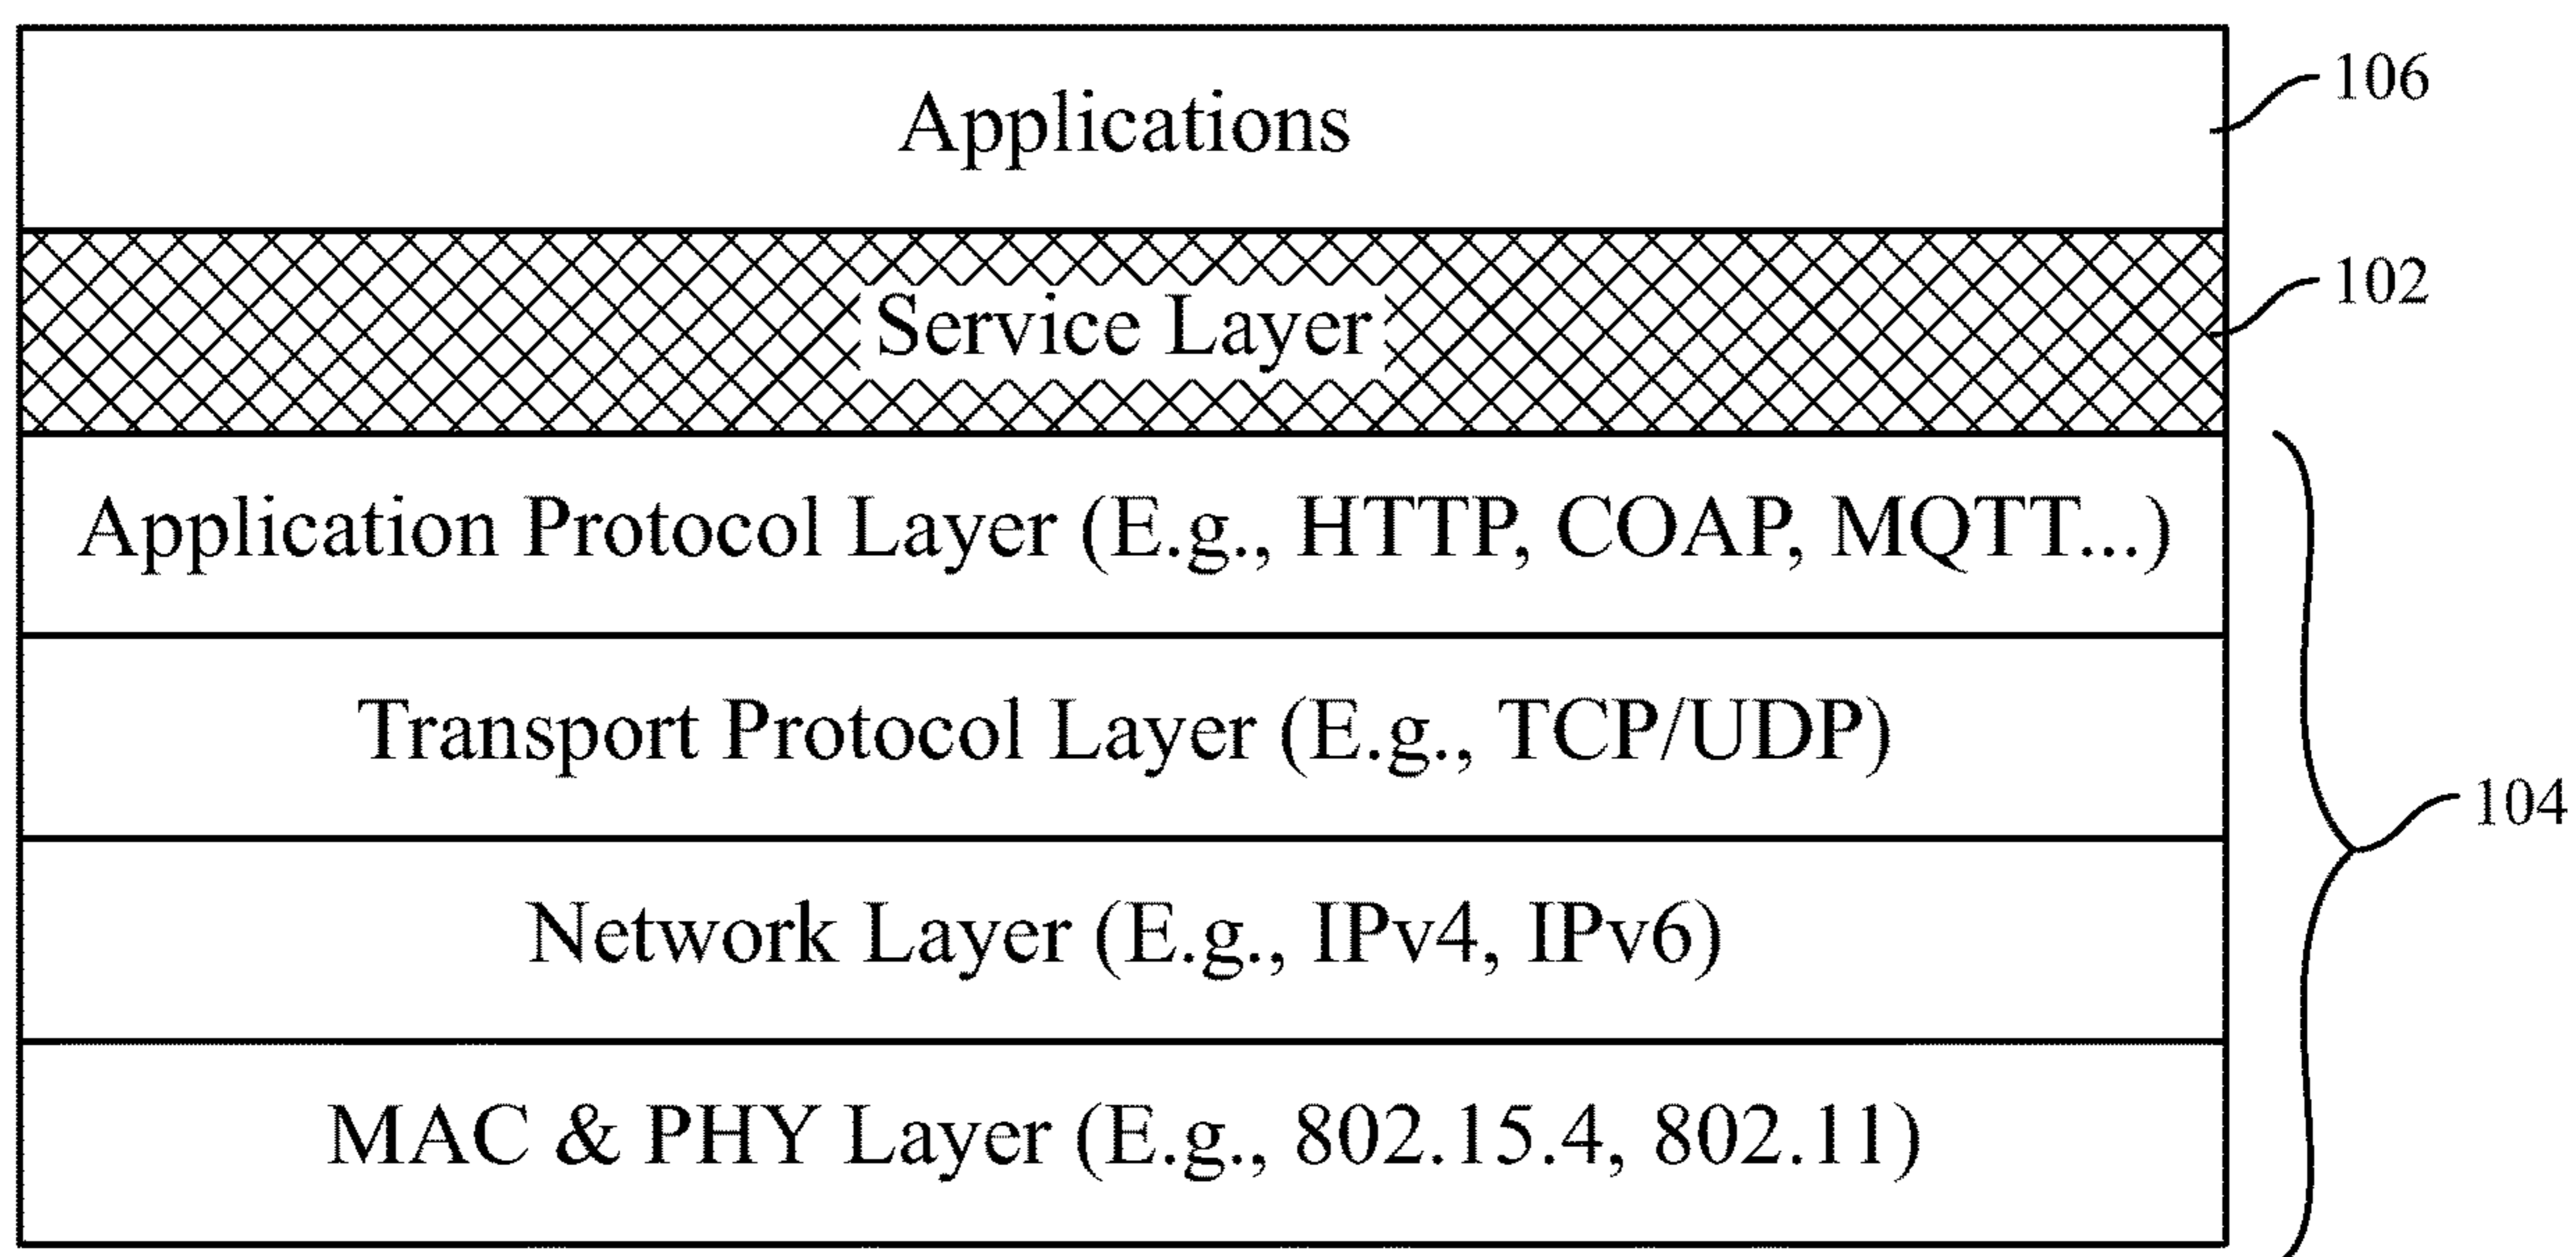 Applications
106
Service Layer
102
Application Protocol Layer (E.g., HTTP, COAP, MQTT...)
Transport Protocol Layer (E.g., TCP/UDP)
104
Network Layer (E.g., IPv4, IPv6)
MAC & PHY Layer (E.g., 802.15.4, 802.11)